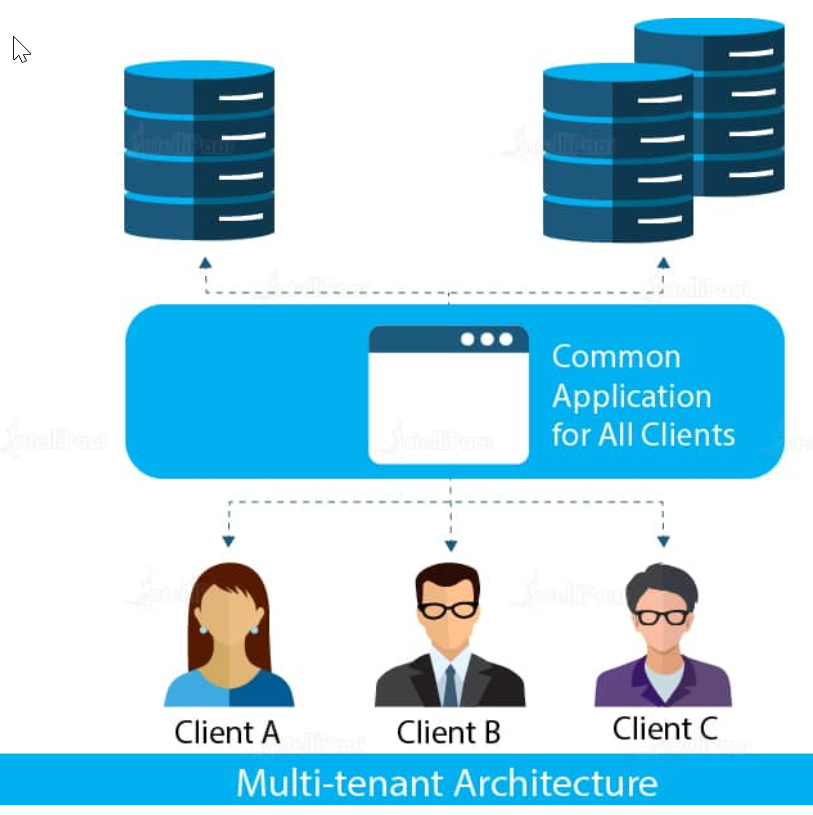 Common
Application
for All Clients
Client A
Client B
Client C
Multi-tenant Architecture